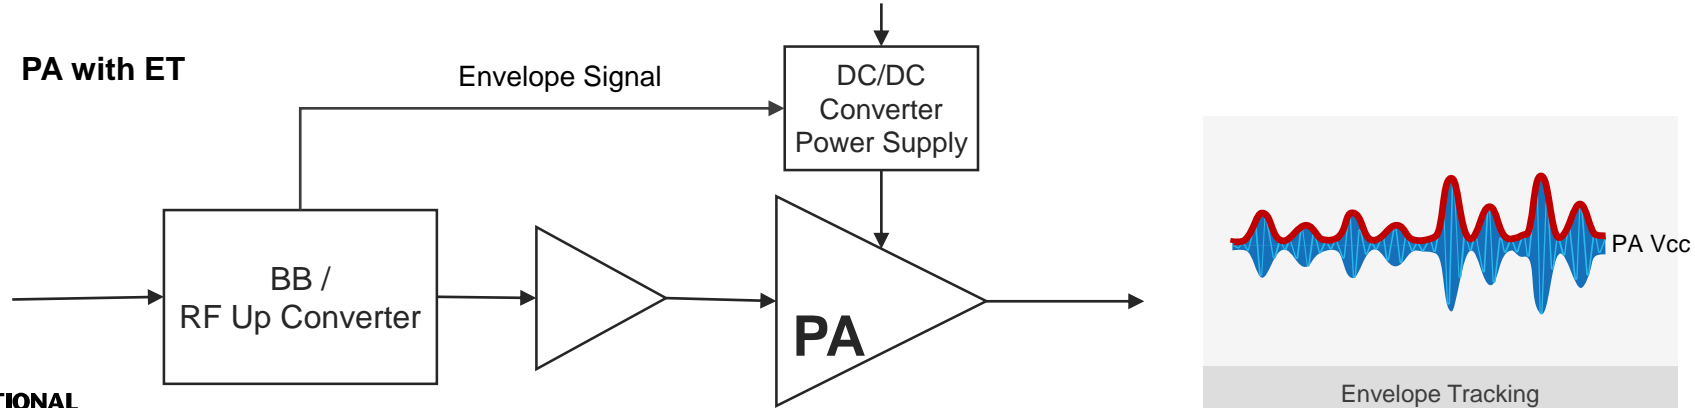 PA with ET
Envelope Signal
DC/DC
Converter
Power Supply
BB /
RF Up Converter
PA
PA Vcc
Envelope Tracking